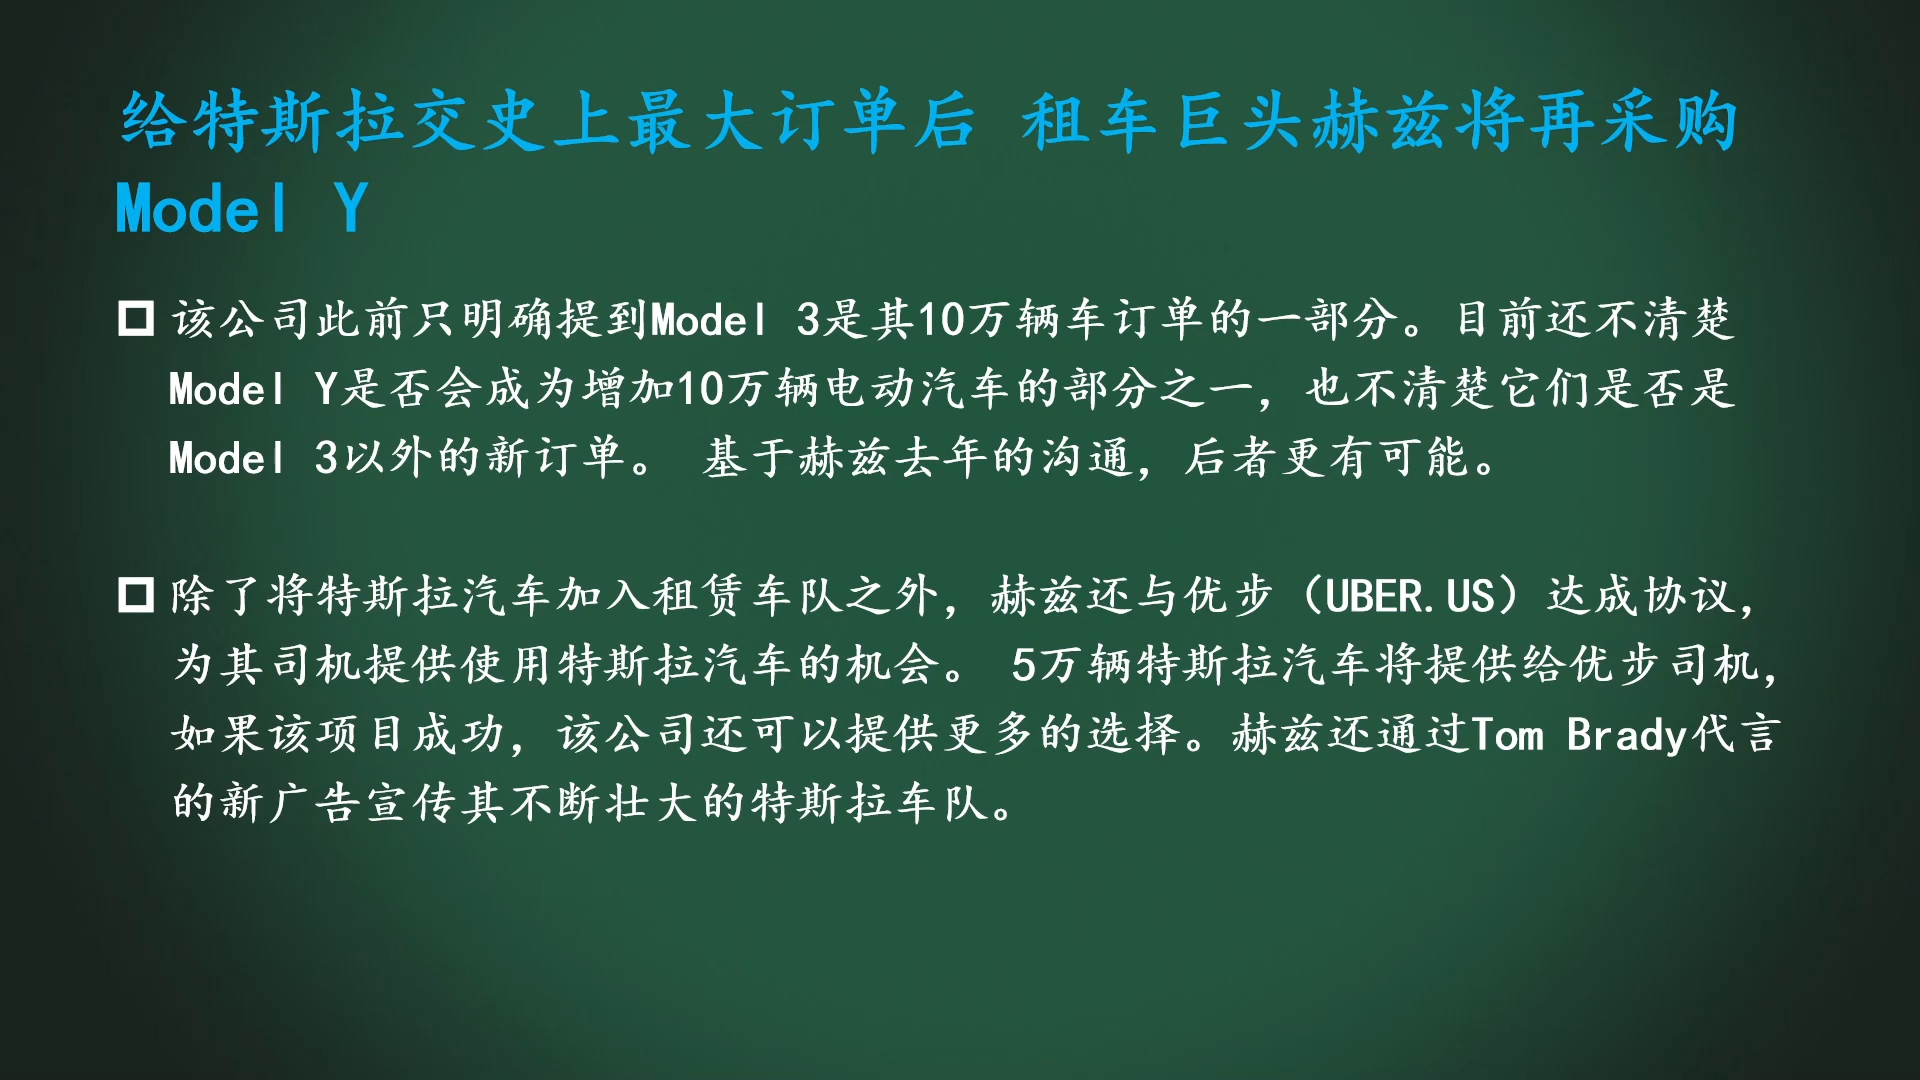 给特斯拉交史上最大订单后 租车巨头赫兹将再采购
Model Y
该公司此前只明确提到Model 3是其10万辆车订单的一部分。目前还不清楚
Model Y是否会成为增加10万辆电动汽车的部分之一，也不清楚它们是否是
Model 3以外的新订单。 基于赫兹去年的沟通，后者更有可能。
除了将特斯拉汽车加入租赁车队之外，赫兹还与优步（UBER.US）达成协议，
为其司机提供使用特斯拉汽车的机会。 5万辆特斯拉汽车将提供给优步司机，
如果该项目成功，该公司还可以提供更多的选择。赫兹还通过Tom Brady代言
的新广告宣传其不断壮大的特斯拉车队。